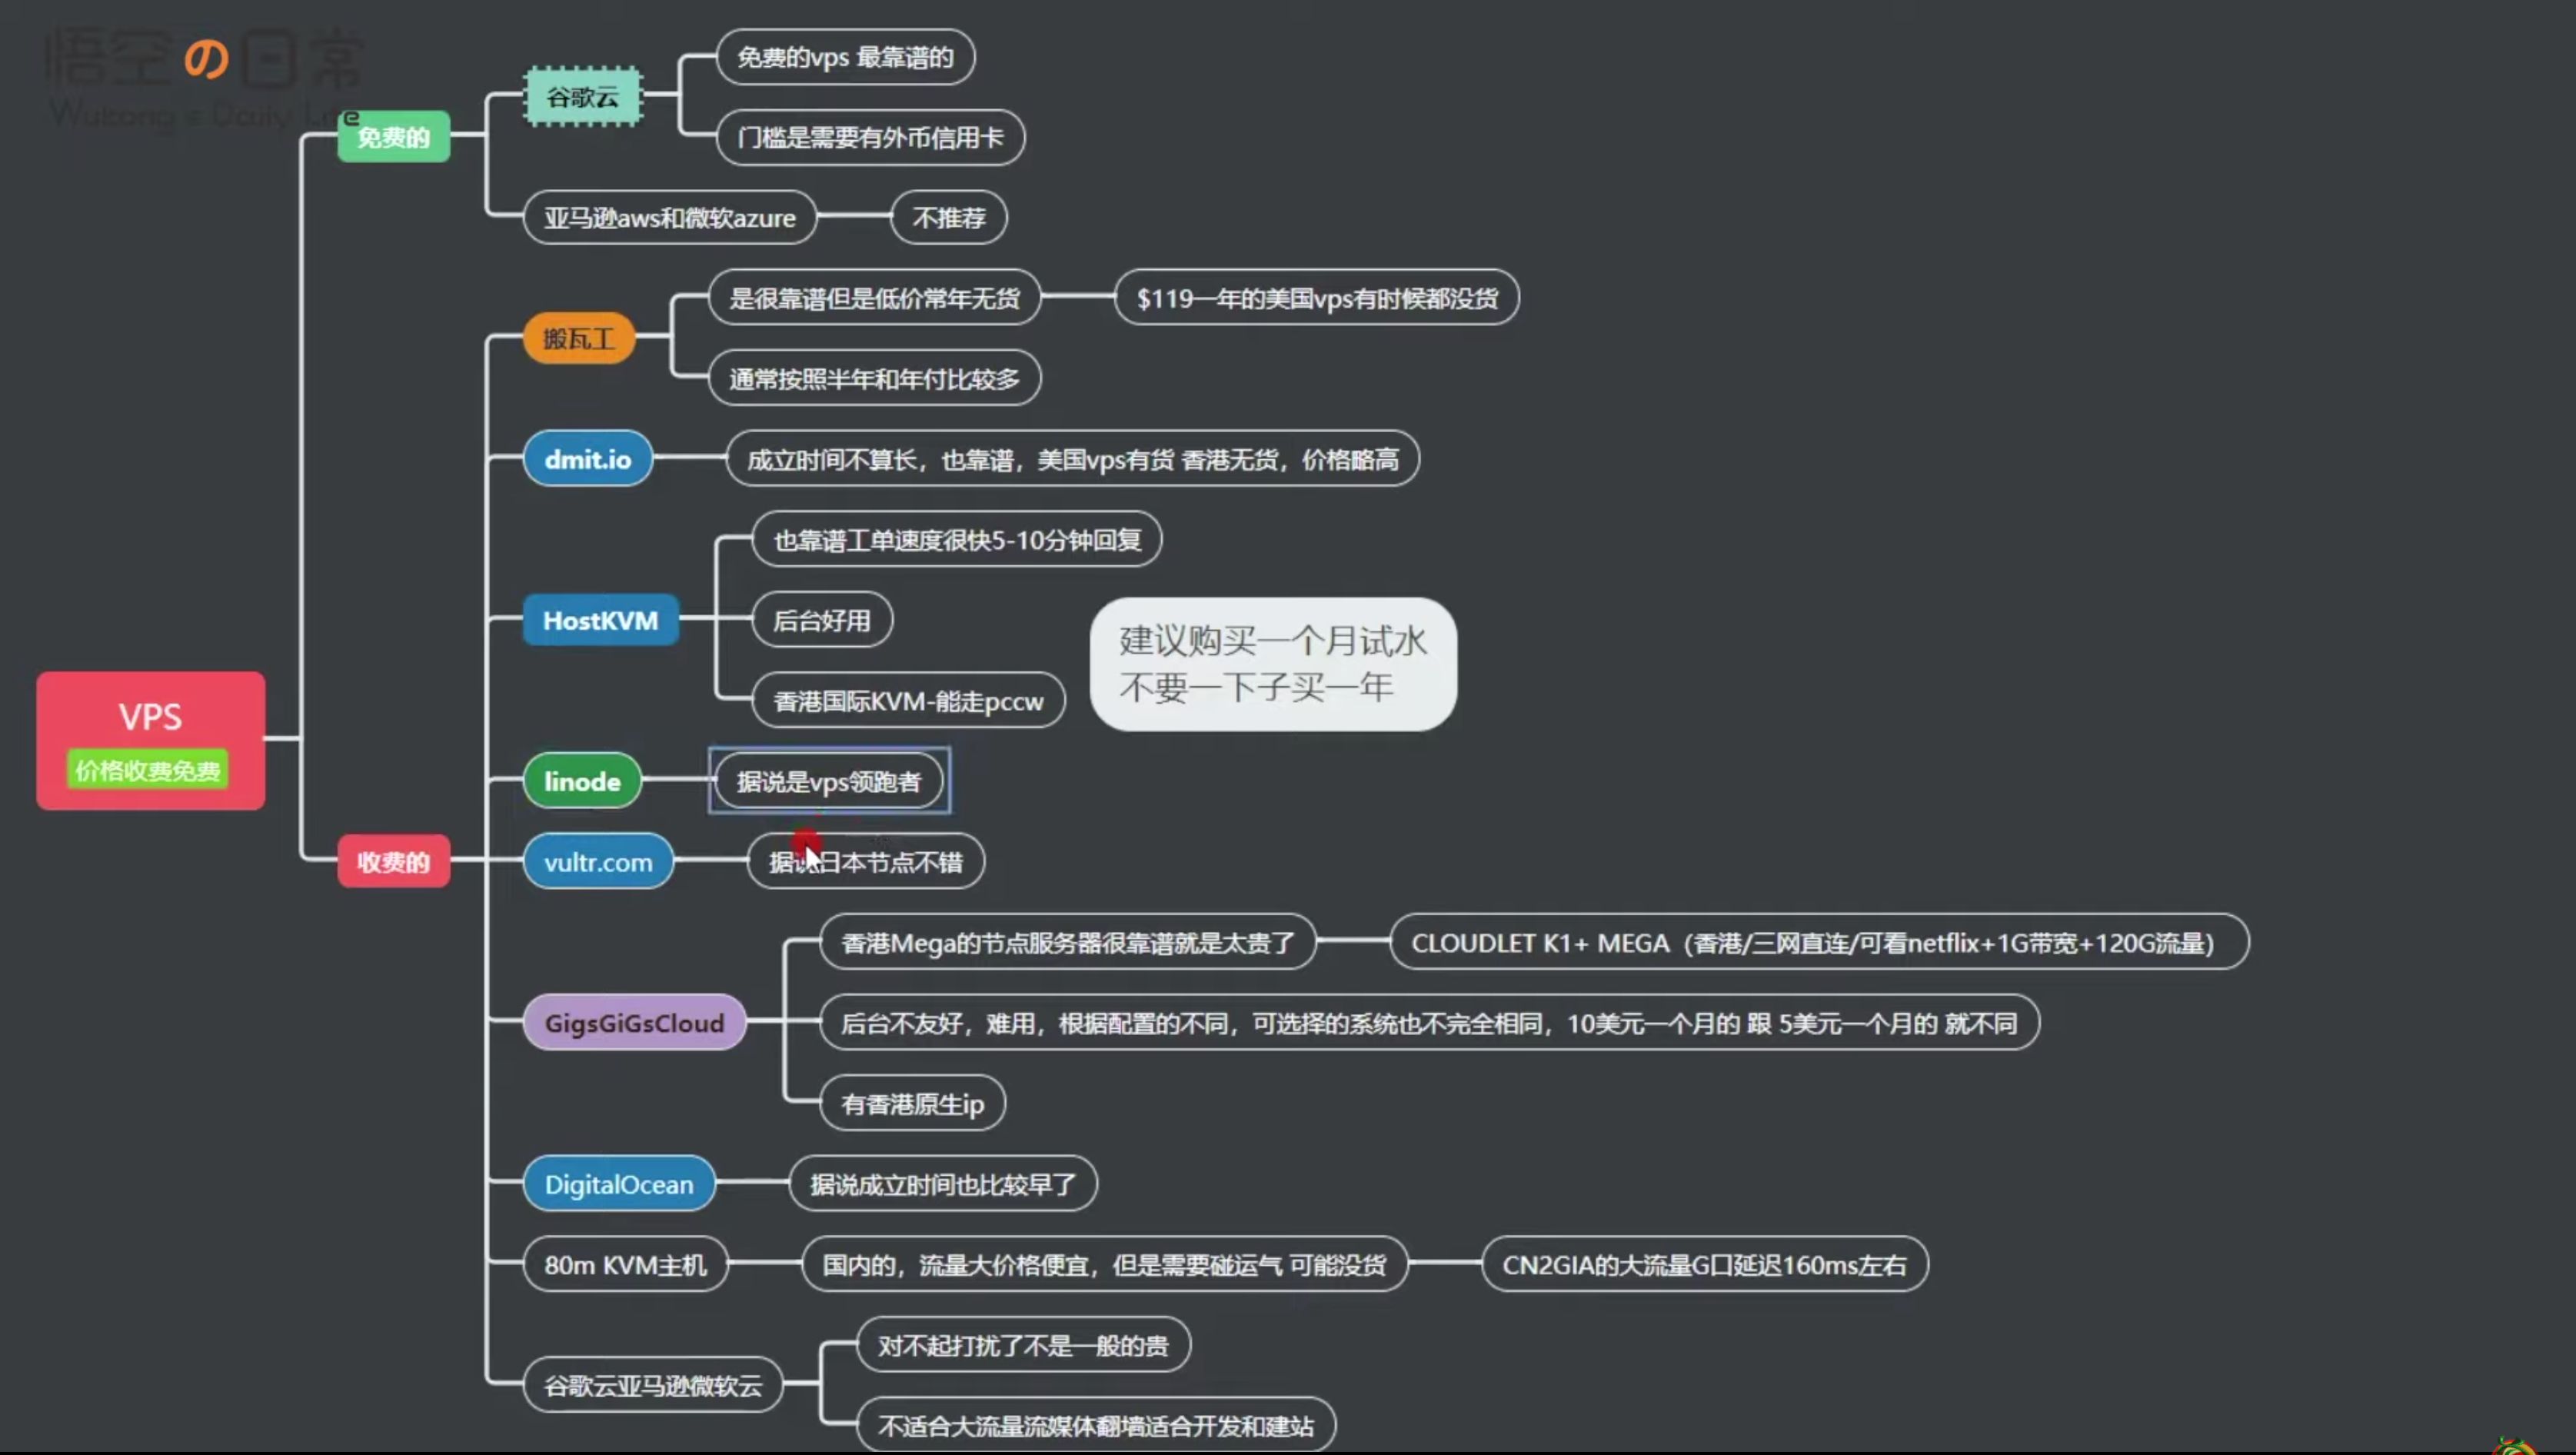 悟空の日常
Wukong's Daily Life
VPS
价格收费免费
免费的
谷歌云
免费的vps 最靠谱的
门槛是需要有外币信用卡
亚马逊aws和微软azure
不推荐
收费的
搬瓦工
是很靠谱但是低价常年无货
$119一年的美国vps有时候都没货
通常按照半年和年付比较多
dmit.io
成立时间不算长，也靠谱，美国vps有货 香港无货，价格略高
HostKVM
也靠谱工单速度很快5-10分钟回复
后台好用
香港国际KVM-能走pccw
建议购买一个月试水
不要一下子买一年
linode
据说是vps领跑者
vultr.com
据说日本节点不错
GigsGiGsCloud
香港Mega的节点服务器很靠谱就是太贵了
CLOUDLET K1+ MEGA（香港/三网直连/可看netflix+1G带宽+120G流量）
后台不友好，难用，根据配置的不同，可选择的系统也不完全相同，10美元一个月的 跟 5美元一个月的 就不同
有香港原生ip
DigitalOcean
据说成立时间也比较早了
80m KVM主机
国内的，流量大价格便宜，但是需要碰运气 可能没货
CN2GIA的大流量G口延迟160ms左右
谷歌云亚马逊微软云
对不起打扰了不是一般的贵
不适合大流量流媒体翻墙适合开发和建站